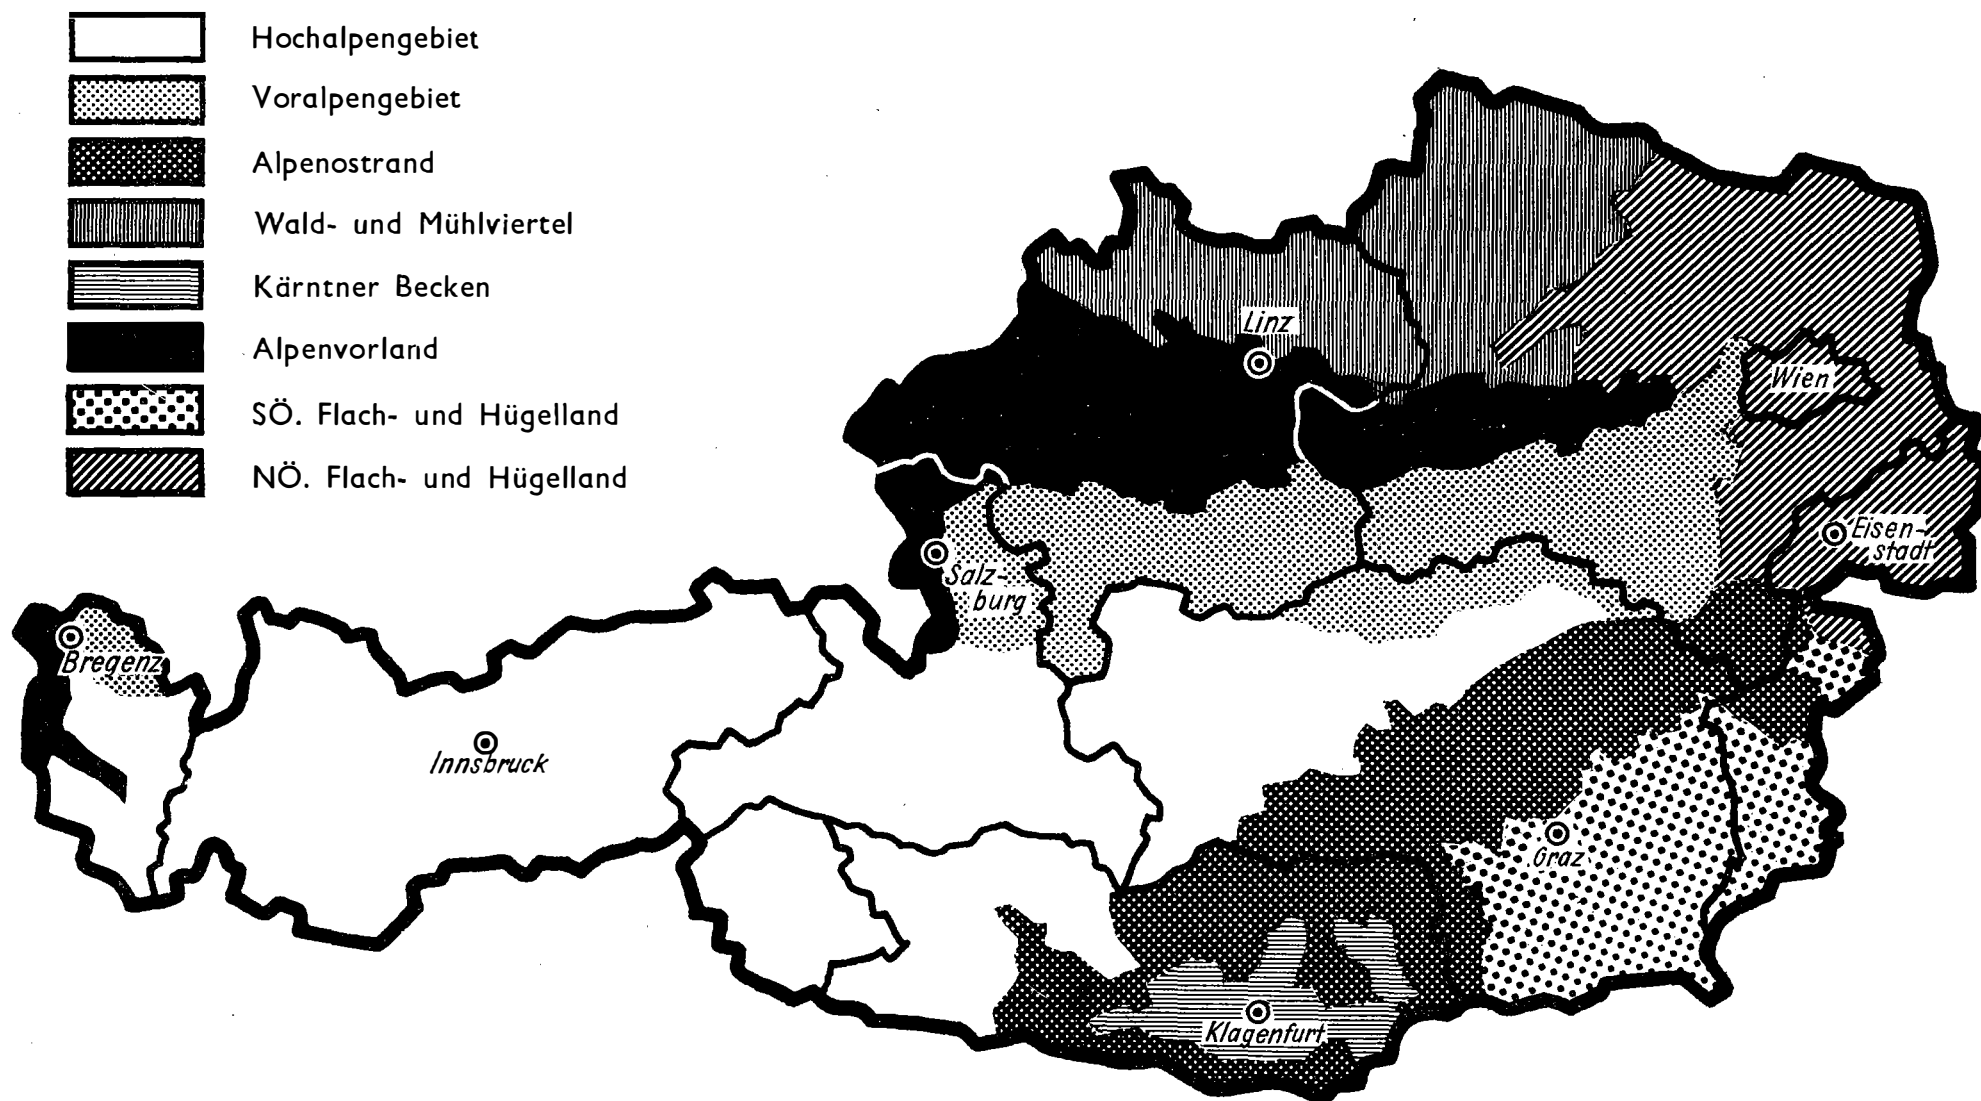 Hochalpengebiet
Voralpengebiet
Alpenostrand
Wald- und Mühlviertel
Kärntner Becken
Alpenvorland
SÖ. Flach- und Hügelland
NÖ. Flach- und Hügelland
Linz
Wien
Eisen-
stadt
Salz-
burg
Bregenz
Innsbruck
Graz
Klagenfurt